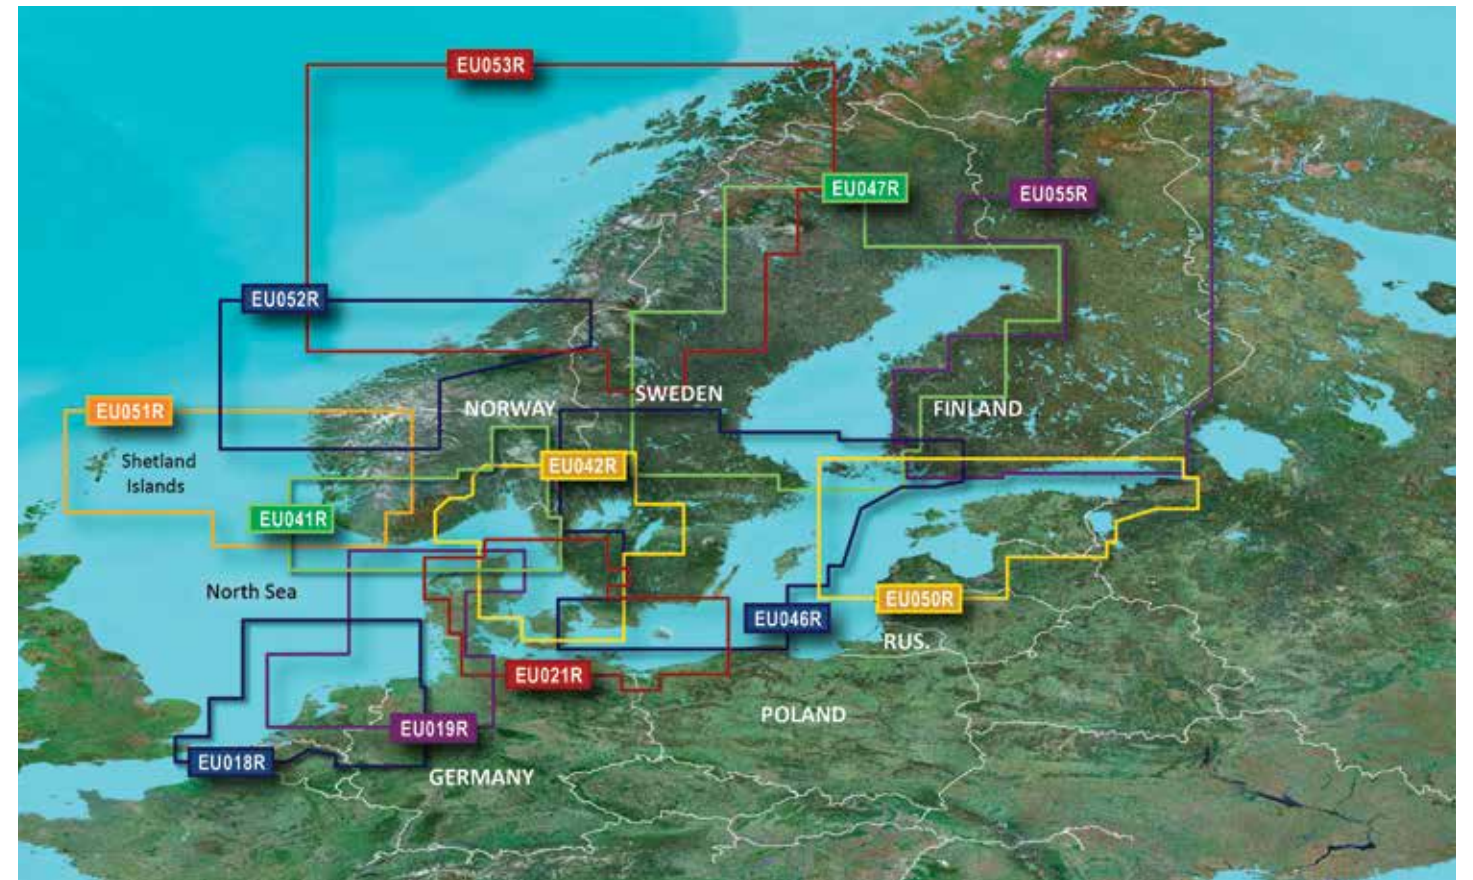 EU053R
EU047R
EU055R
EU052R
SWEDEN
NORWAY
FINLAND
EU051R
Shetland
Islands
EU042R
EU041R
North Sea
EU050R
EU046R
RUS.
EU021R
POLAND
EU019R
EU018R
GERMANY